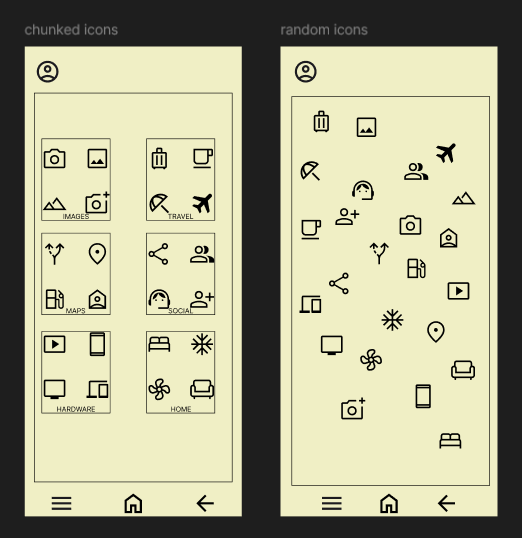 chunked icons
random icons
IMAGES
TRAVEL
MAPS
SOCIAL
HARDWARE
HOME